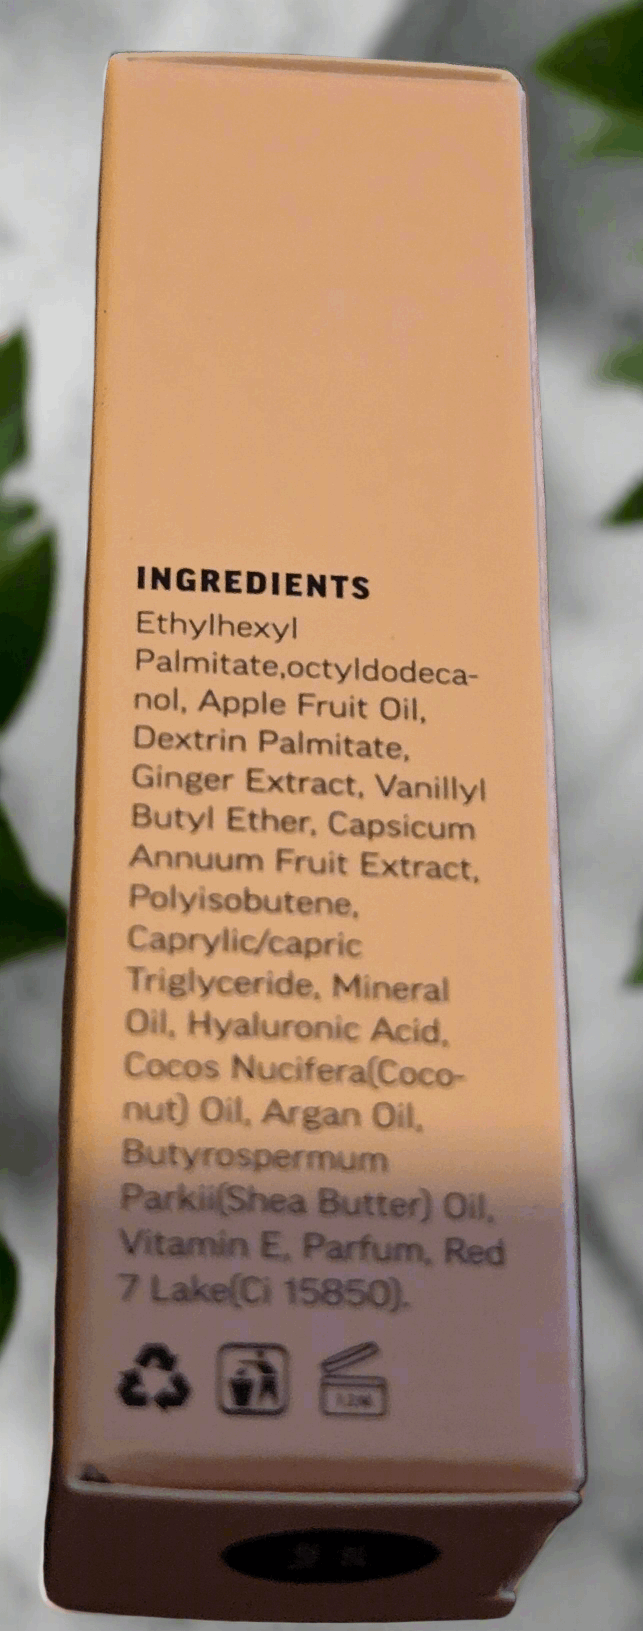 INGREDIENTS
Ethylhexyl
Palmitate,octyldodeca-
nol, Apple Fruit Oil,
Dextrin Palmitate,
Ginger Extract, Vanillyl
Butyl Ether, Capsicum
Annuum Fruit Extract,
Polyisobutene,
Caprylic/capric
Triglyceride, Mineral
Oil, Hyaluronic Acid,
Cocos Nucifera(Coco-
nut) Oil, Argan Oil,
Butyrospermum
Parkii(Shea Butter) Oil,
Vitamin E, Parfum, Red
7 Lake(Ci 15850).